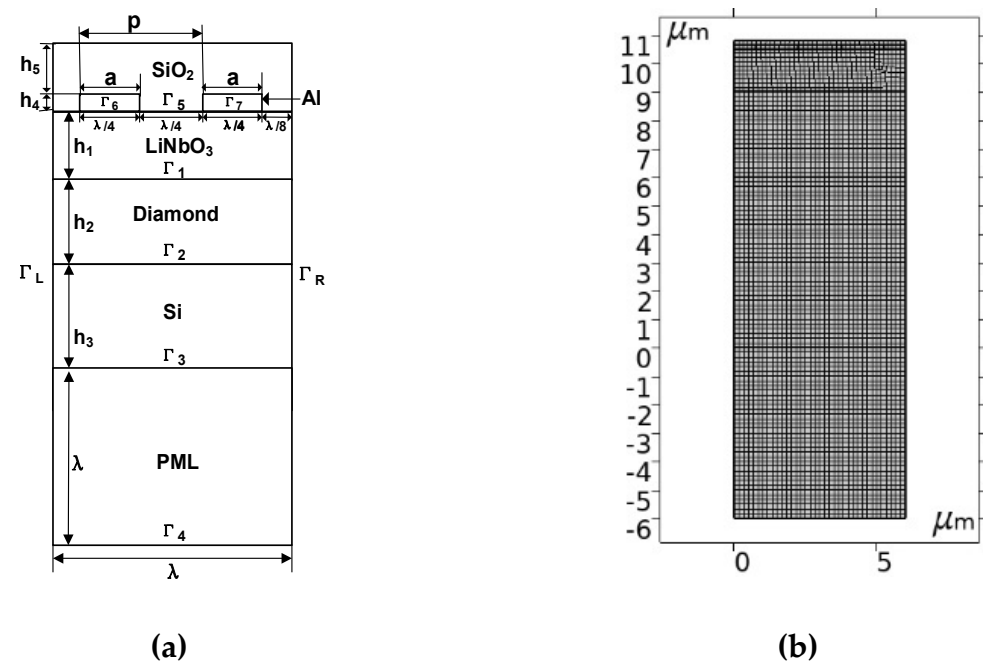 p
h5
SiO2
a
a
h4
Γ6
Γ5
Γ7
Al
λ/4
λ/4
λ/4
λ/8
h1
LiNbO3
Γ1
h2
Diamond
Γ2
ΓL
ΓR
Si
h3
Γ3
λ
PML
Γ4
λ
(a)
μm
11
10
9
8
7
6
5
4
3
2
1
0
-1
-2
-3
-4
-5
-6
μm
0
5
(b)